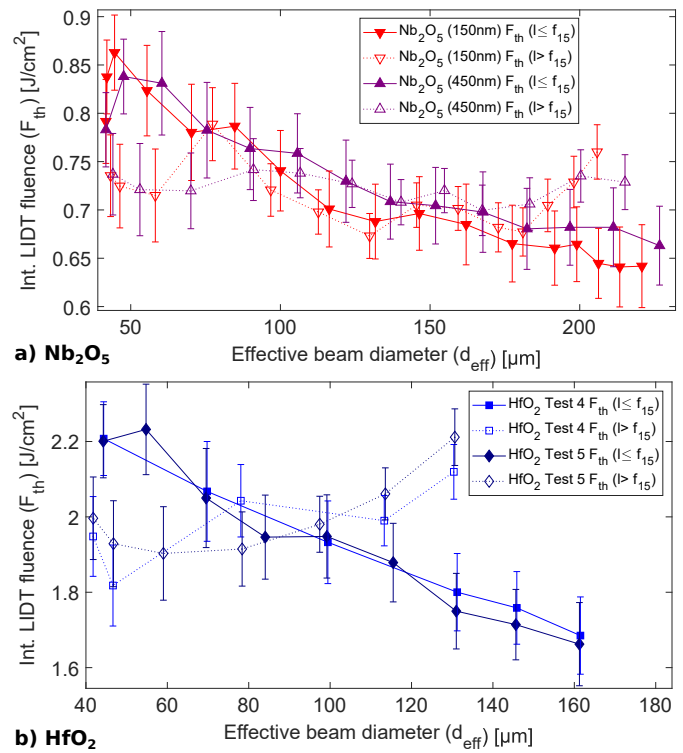 0.9
0.85
0.8
0.75
0.7
0.65
0.6
Int. LIDT fluence (Fth) [J/cm2]
Nb2O5 (150nm) Fth (l≤ f15)
Nb2O5 (150nm) Fth (l> f15)
Nb2O5 (450nm) Fth (l≤ f15)
Nb2O5 (450nm) Fth (l> f15)
50 100 150 200
a) Nb2O5
Effective beam diameter (deff) [µm]
2.2
2
1.8
1.6
Int. LIDT fluence (Fth) [J/cm2]
HfO2 Test 4 Fth (l≤ f15)
HfO2 Test 4 Fth (l> f15)
HfO2 Test 5 Fth (l≤ f15)
HfO2 Test 5 Fth (l> f15)
40 60 80 100 120 140 160 180
b) HfO2
Effective beam diameter (deff) [µm]